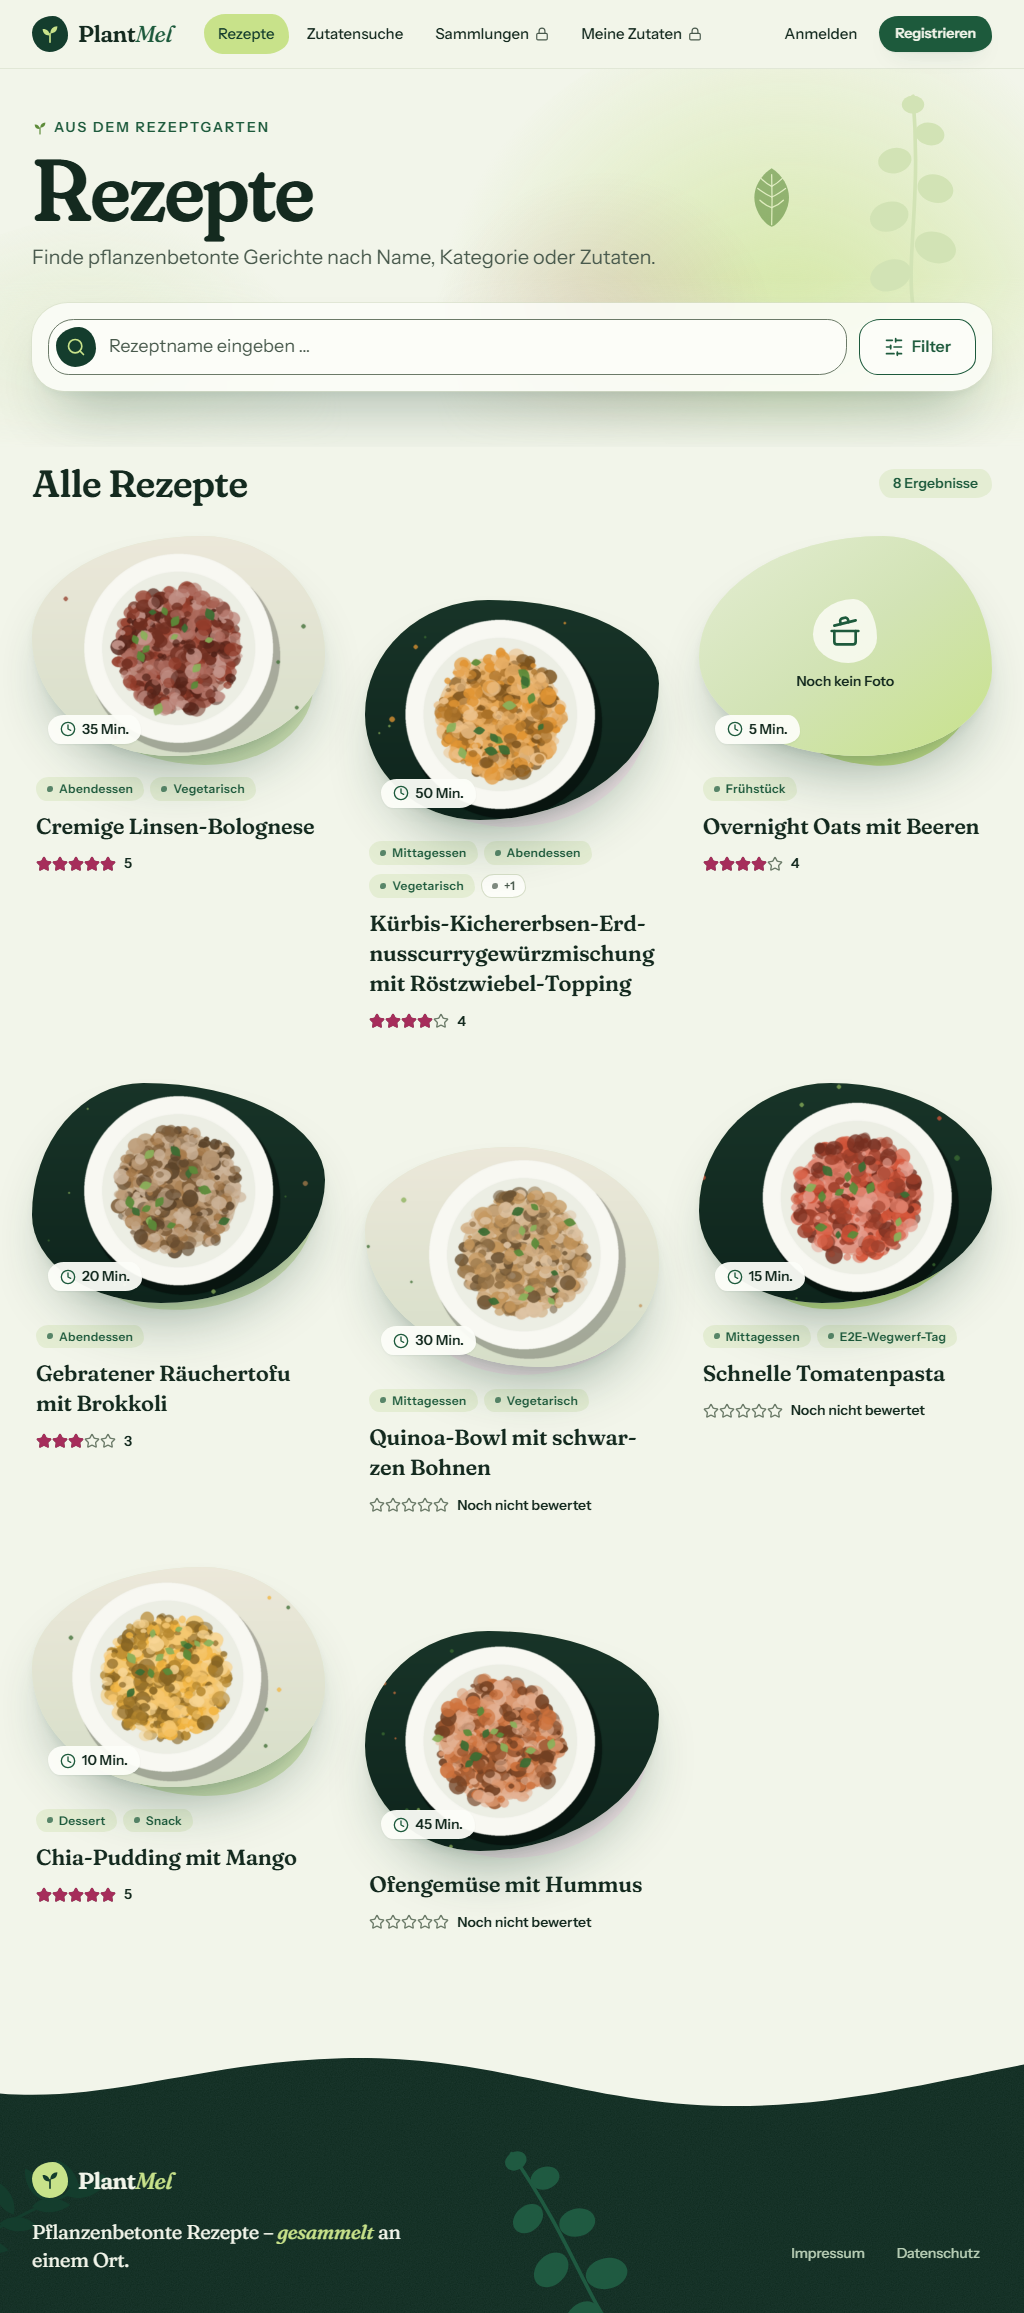 PlantMel
Rezepte
Zutatensuche
Sammlungen
Meine Zutaten
Anmelden
Registrieren
AUS DEM REZEPTGARTEN
Rezepte
Finde pflanzenbetonte Gerichte nach Name, Kategorie oder Zutaten.
Rezeptname eingeben ...
Filter
Alle Rezepte
8 Ergebnisse
35 Min.
Abendessen
Vegetarisch
Cremige Linsen-Bolognese
5
50 Min.
Mittagessen
Abendessen
Vegetarisch
+1
Kürbis-Kichererbsen-Erd-
nusscurrygewürzmischung
mit Röstzwiebel-Topping
4
Noch kein Foto
5 Min.
Frühstück
Overnight Oats mit Beeren
4
20 Min.
Abendessen
Gebratener Räuchertofu
mit Brokkoli
3
30 Min.
Mittagessen
Vegetarisch
Quinoa-Bowl mit schwar-
zen Bohnen
Noch nicht bewertet
15 Min.
Mittagessen
E2E-Wegwerf-Tag
Schnelle Tomatenpasta
Noch nicht bewertet
10 Min.
Dessert
Snack
Chia-Pudding mit Mango
5
45 Min.
Ofengemüse mit Hummus
Noch nicht bewertet
PlantMel
Pflanzenbetonte Rezepte – gesammelt an
einem Ort.
Impressum
Datenschutz